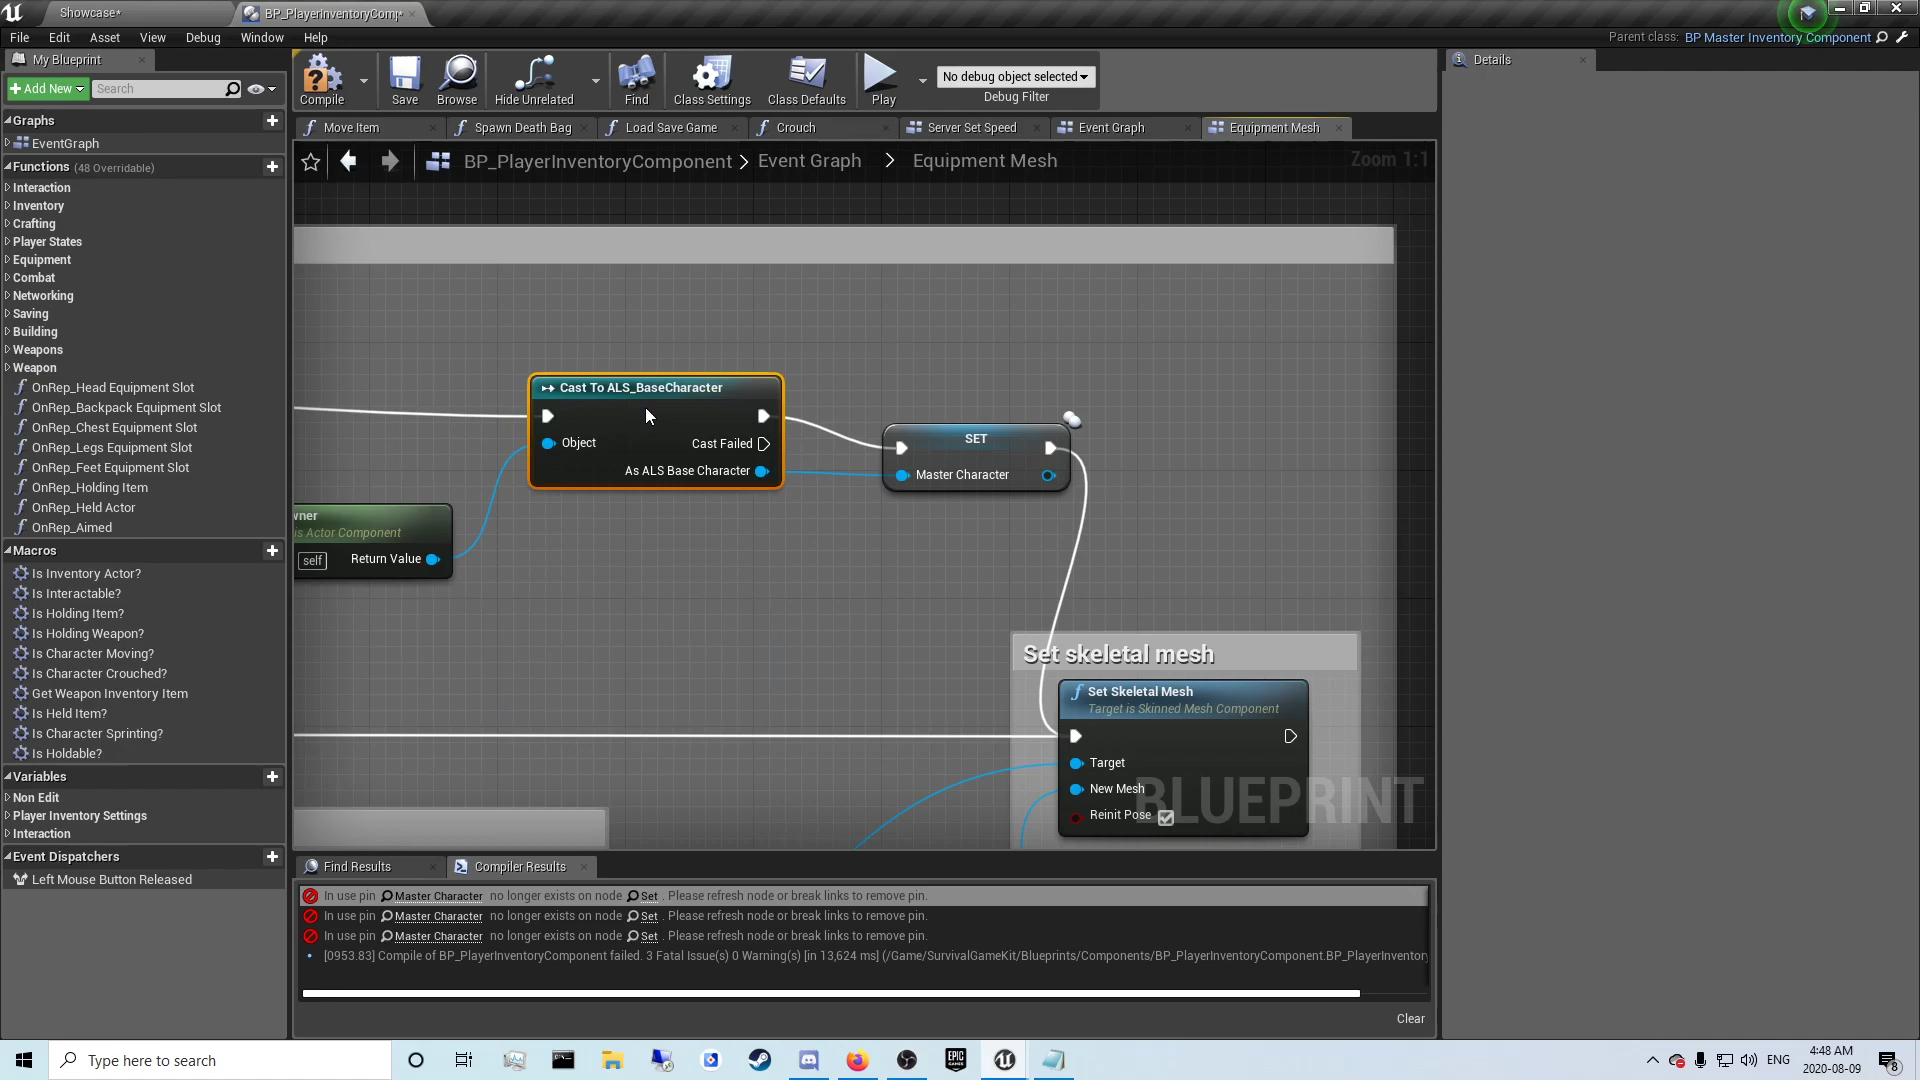 Showcase*
BP_PlayerInventoryComp*
File Edit Asset View Debug Window Help
Parent class: BP Master Inventory Component
My Blueprint
Add New
Search
Graphs
EventGraph
Functions (48 Overridable)
Interaction
Inventory
Crafting
Player States
Equipment
Combat
Networking
Saving
Building
Weapons
Weapon
OnRep_Head Equipment Slot
OnRep_Backpack Equipment Slot
OnRep_Chest Equipment Slot
OnRep_Legs Equipment Slot
OnRep_Feet Equipment Slot
OnRep_Holding Item
OnRep_Held Actor
OnRep_Aimed
Macros
Is Inventory Actor?
Is Interactable?
Is Holding Item?
Is Holding Weapon?
Is Character Moving?
Is Character Crouched?
Get Weapon Inventory Item
Is Held Item?
Is Character Sprinting?
Is Holdable?
Variables
Non Edit
Player Inventory Settings
Interaction
Event Dispatchers
Left Mouse Button Released
Compile Save Browse Hide Unrelated Find Class Settings Class Defaults Play
No debug object selected
Debug Filter
Move Item Spawn Death Bag Load Save Game Crouch Server Set Speed Event Graph Equipment Mesh
BP_PlayerInventoryComponent > Event Graph > Equipment Mesh
Zoom 1:1
Cast To ALS_BaseCharacter
Object
Cast Failed
As ALS Base Character
SET
Master Character
wner
is Actor Component
self Return Value
Set skeletal mesh
Set Skeletal Mesh
Target is Skinned Mesh Component
Target
New Mesh
Reinit Pose
BLUEPRINT
Find Results Compiler Results
In use pin Master Character no longer exists on node Set . Please refresh node or break links to remove pin.
In use pin Master Character no longer exists on node Set . Please refresh node or break links to remove pin.
In use pin Master Character no longer exists on node Set . Please refresh node or break links to remove pin.
[0953.83] Compile of BP_PlayerInventoryComponent failed. 3 Fatal Issue(s) 0 Warning(s) [in 13,624 ms] (/Game/SurvivalGameKit/Blueprints/Components/BP_PlayerInventoryComponent.BP_PlayerInventory
Clear
Details
Type here to search
EPIC GAMES
ENG
4:48 AM
2020-08-09
8